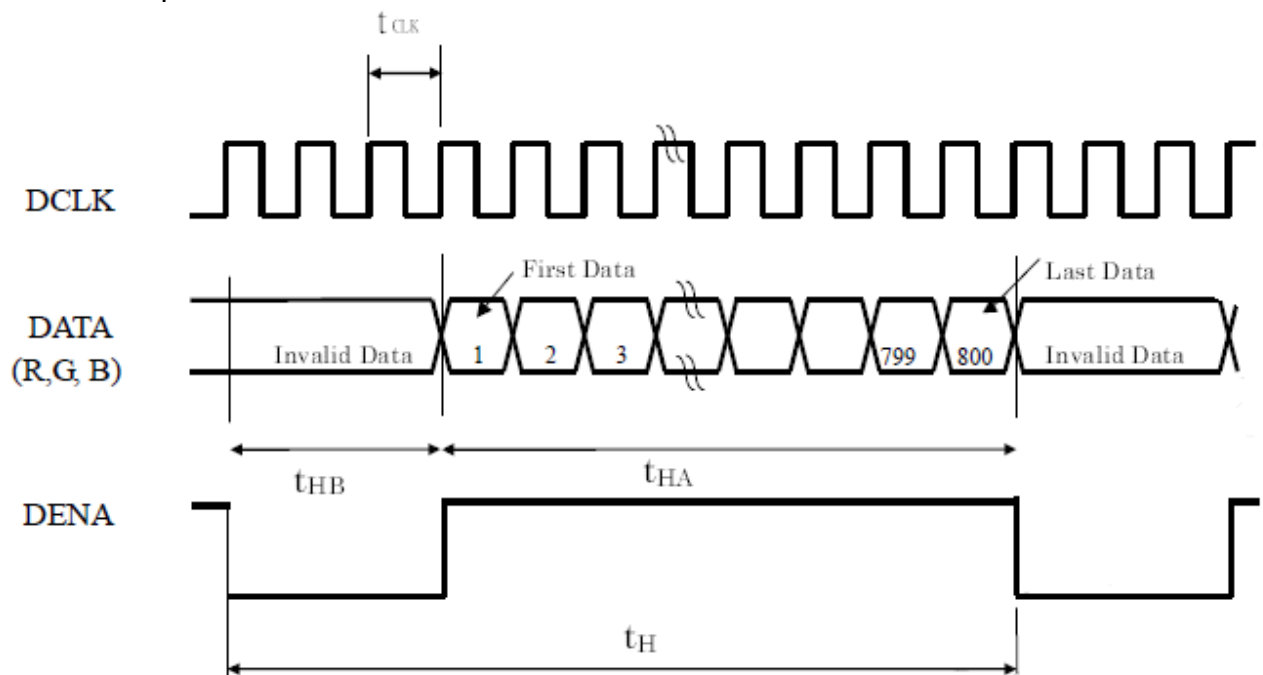 t CLK
DCLK
First Data
Last Data
DATA
(R,G, B)
Invalid Data
1
2
3
799
800
Invalid Data
tHB
tHA
DENA
tH